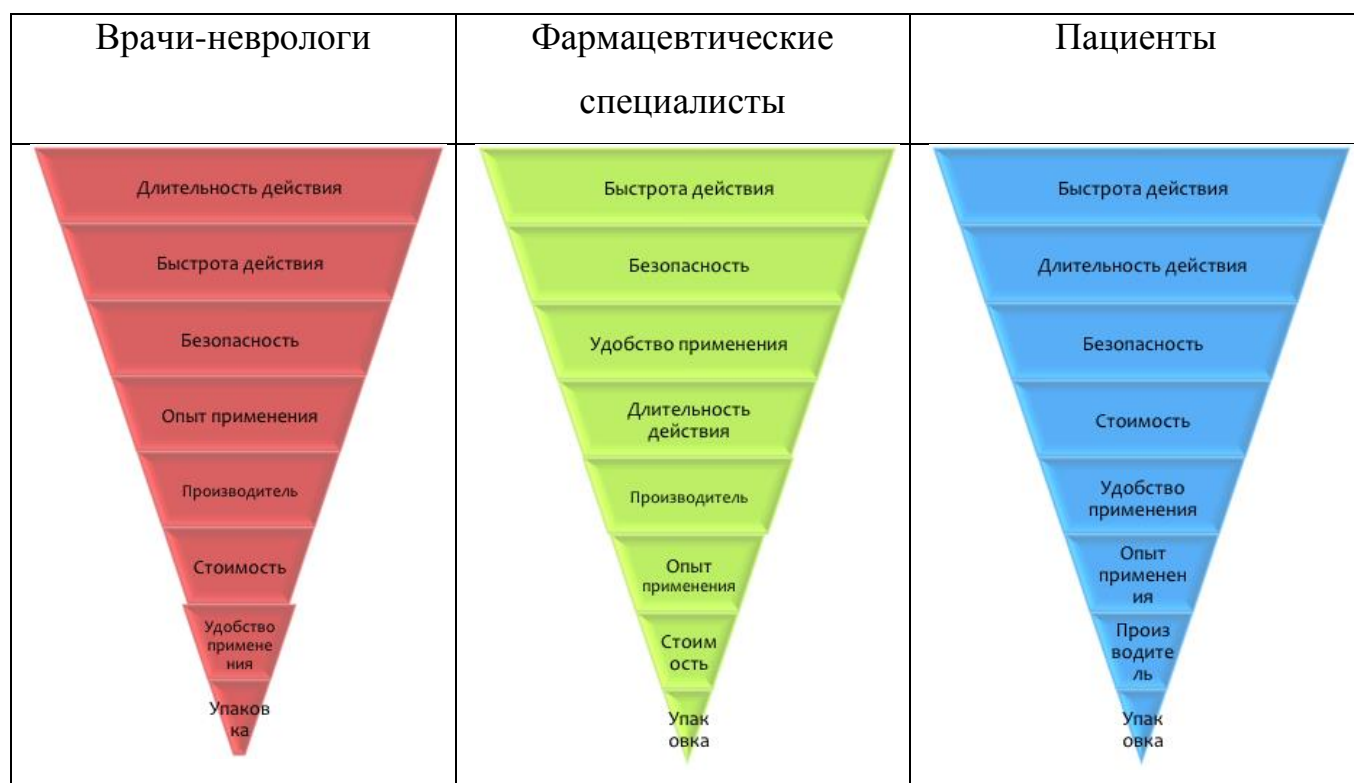 Врачи-неврологи
Фармацевтические
специалисты
Пациенты
Длительность действия
Быстрота действия
Безопасность
Опыт применения
Производитель
Стоимость
Удобство
примене
ния
Упаков
ка
Быстрота действия
Безопасность
Удобство применения
Длительность
действия
Производитель
Опыт
применения
Стоим
ость
Упак
овка
Быстрота действия
Длительность действия
Безопасность
Стоимость
Удобство
применения
Опыт
применен
ия
Произ
водите
ль
Упак
овка